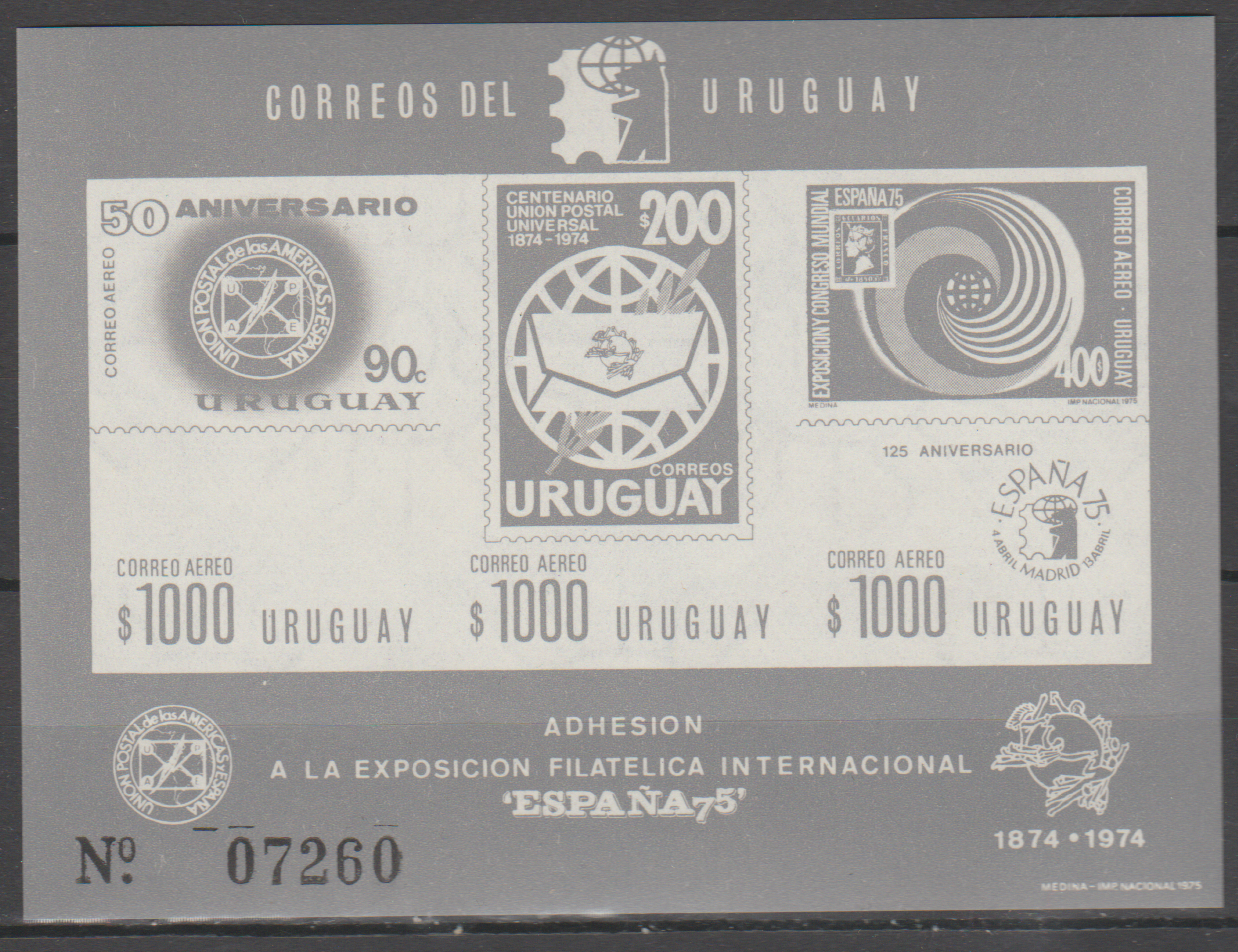 CORREOS DEL URUGUAY
50 ANIVERSARIO
CORREO AEREO
UNION POSTAL de las AMERICAS Y ESPAÑA
U P
A E
90c
URUGUAY
CENTENARIO
UNION POSTAL
UNIVERSAL
1874-1974
$200
CORREOS
URUGUAY
EXPOSICION Y CONGRESO MUNDIAL
ESPAÑA 75
CORREO AEREO · URUGUAY
400$
MEDINA
IMP. NACIONAL 1975
125 ANIVERSARIO
· ESPAÑA 75 ·
4 ABRIL MADRID 13 ABRIL
CORREO AEREO
$1000 URUGUAY
CORREO AEREO
$1000 URUGUAY
CORREO AEREO
$1000 URUGUAY
UNION POSTAL de las AMERICAS Y ESPAÑA
ADHESION
A LA EXPOSICION FILATELICA INTERNACIONAL
'ESPAÑA 75'
1874 • 1974
Nº. 07260
MEDINA - IMP. NACIONAL 1975